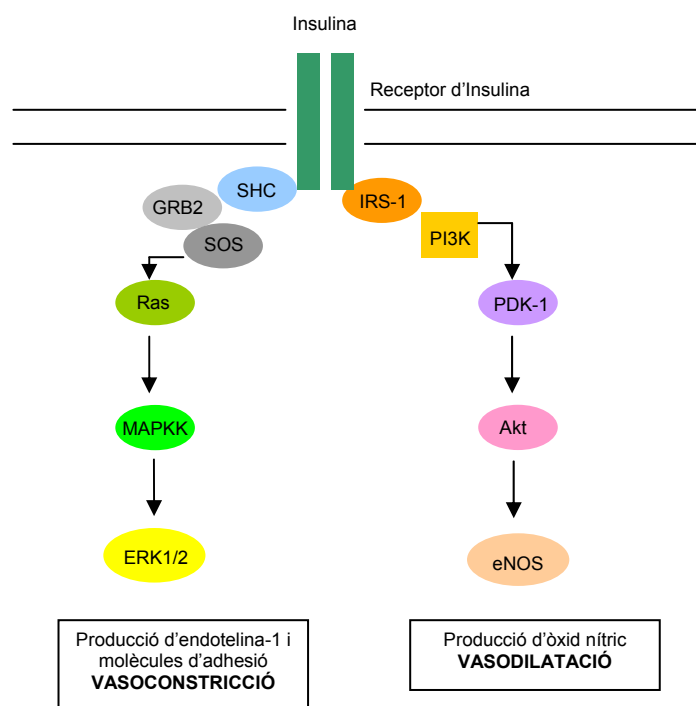 Insulina
Receptor d’Insulina
SHC
GRB2
SOS
IRS-1
PI3K
Ras
PDK-1
MAPKK
Akt
ERK1/2
eNOS
Producció d’endotelina-1 i
molècules d’adhesió
VASOCONSTRICCIÓ
Producció d’òxid nítric
VASODILATACIÓ